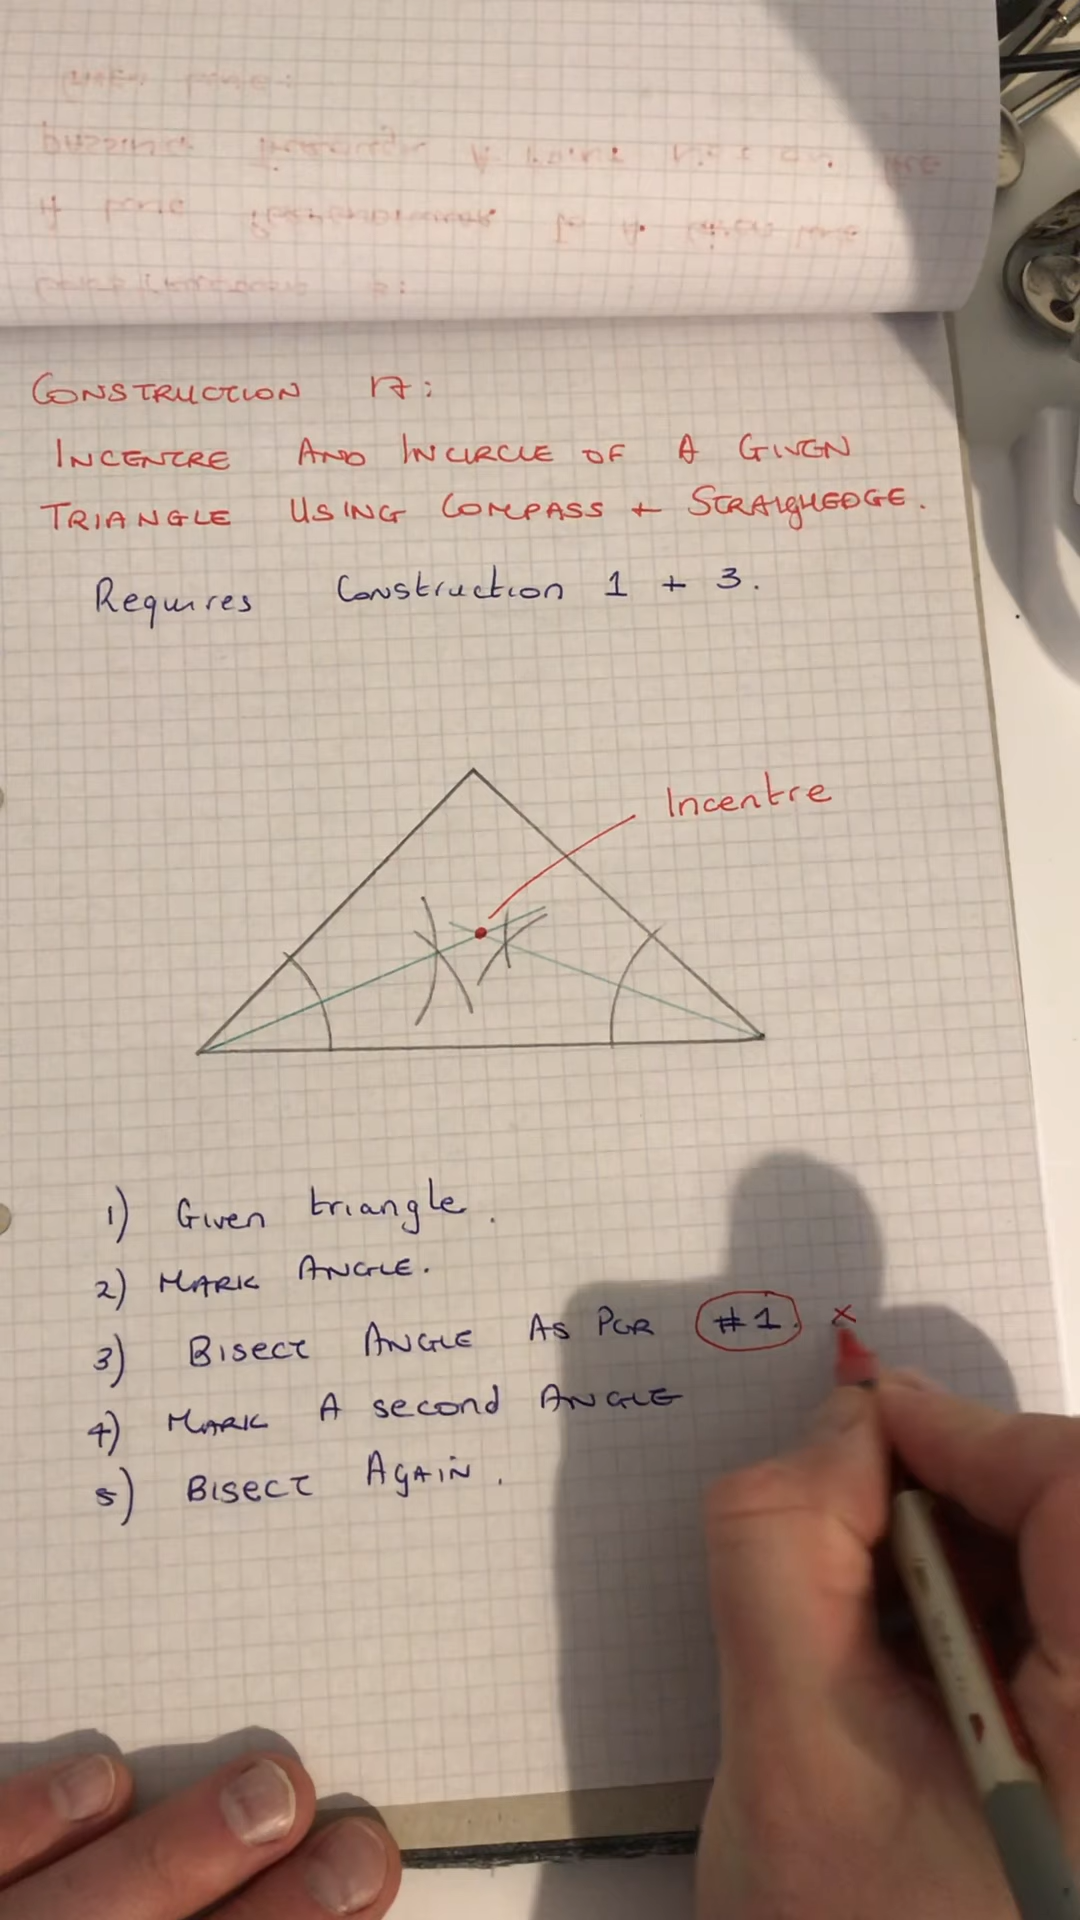 CONSTRUCTION 17:
INCENTRE AND INCIRCLE OF A GIVEN
TRIANGLE USING COMPASS + STRAIGHEDGE.
Requires Construction 1 + 3.
Incentre
1) Given triangle.
2) MARK ANGLE.
3) BISECT ANGLE AS PER #1. x
4) MARK A second ANGLE
5) BISECT AGAIN.